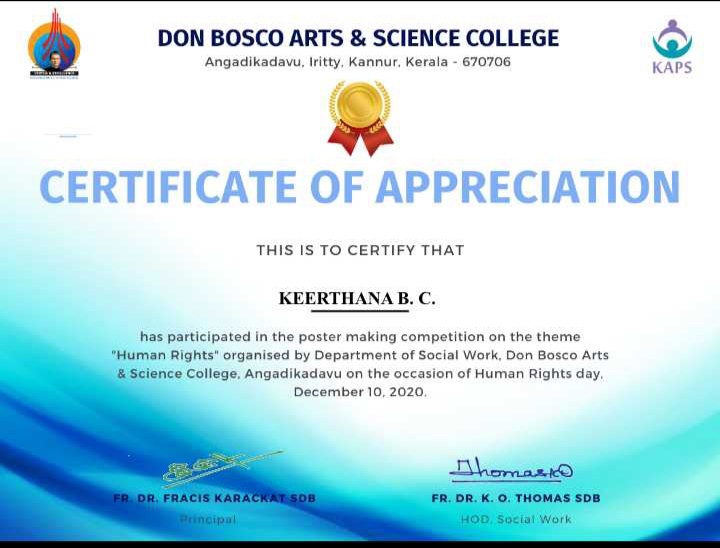 DON BOSCO ARTS & SCIENCE COLLEGE
Angadikadavu, Iritty, Kannur, Kerala - 670706
KAPS
CERTIFICATE OF APPRECIATION
THIS IS TO CERTIFY THAT
KEERTHANA B. C.
has participated in the poster making competition on the theme
"Human Rights" organised by Department of Social Work, Don Bosco Arts
& Science College, Angadikadavu on the occasion of Human Rights day,
December 10, 2020.
Thomas KO
FR. DR. FRACIS KARACKAT SDB
Principal
FR. DR. K. O. THOMAS SDB
HOD, Social Work